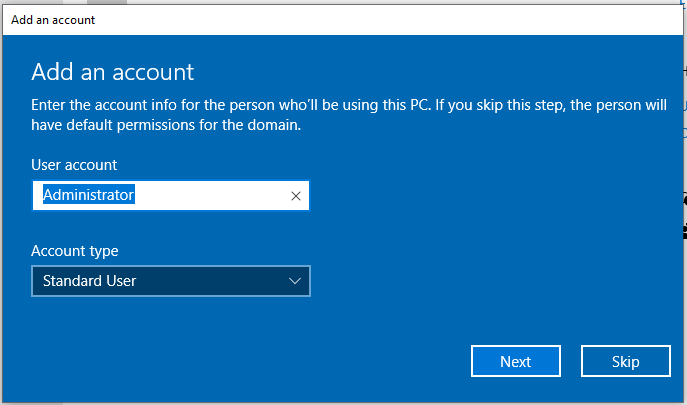 Add an account
Add an account
Enter the account info for the person who'll be using this PC. If you skip this step, the person will
have default permissions for the domain.
User account
Administrator
Account type
Standard User
Next
Skip